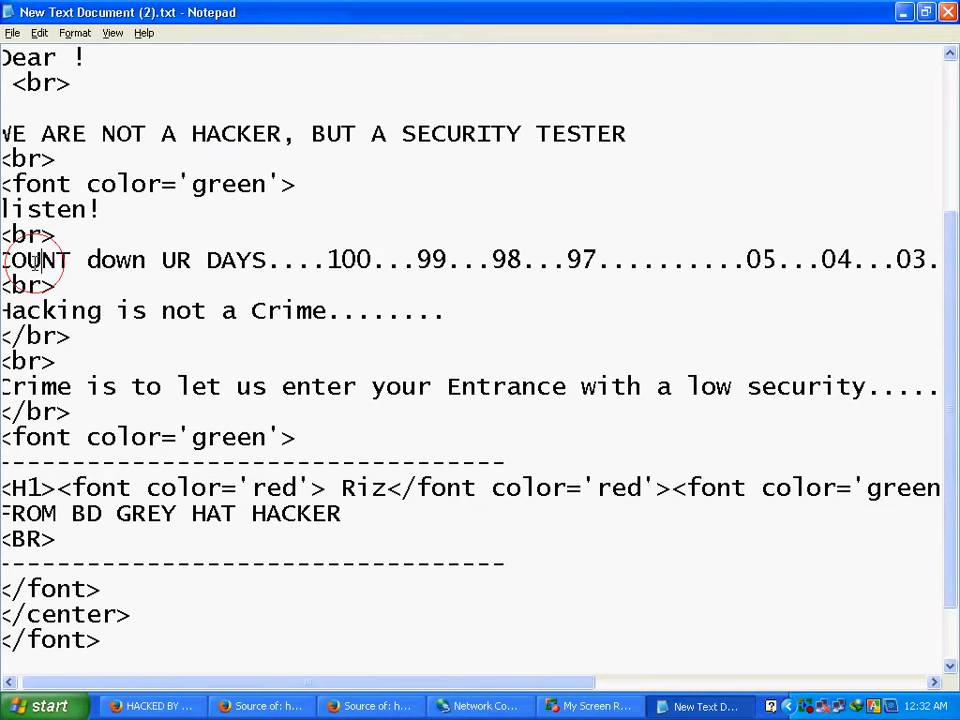 New Text Document (2).txt - Notepad
File Edit Format View Help
Dear !
<br>
WE ARE NOT A HACKER, BUT A SECURITY TESTER
<br>
<font color='green'>
listen!
<br>
COUNT down UR DAYS....100...99...98...97..........05...04...03.
<br>
Hacking is not a Crime........
</br>
<br>
Crime is to let us enter your Entrance with a low security.....
</br>
<font color='green'>
----------------------------------
<H1><font color='red'> Riz</font color='red'><font color='green
FROM BD GREY HAT HACKER
<BR>
----------------------------------
</font>
</center>
</font>
start HACKED BY ... Source of: h... Source of: h... Network Co... My Screen R... New Text D... 12:32 AM